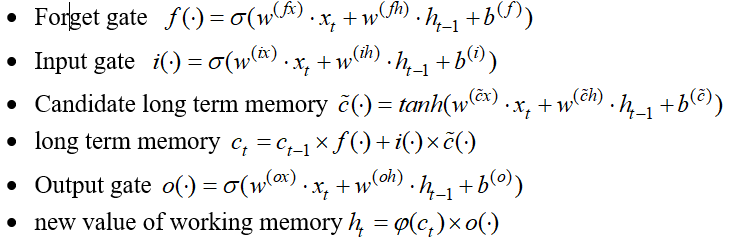 • Forget gate f(·) = σ(w^(fx) · x_t + w^(fh) · h_{t−1} + b^(f))
• Input gate i(·) = σ(w^(ix) · x_t + w^(ih) · h_{t−1} + b^(i))
• Candidate long term memory c̃(·) = tanh(w^(c̃x) · x_t + w^(c̃h) · h_{t−1} + b^(c̃))
• long term memory c_t = c_{t−1} × f(·) + i(·) × c̃(·)
• Output gate o(·) = σ(w^(ox) · x_t + w^(oh) · h_{t−1} + b^(o))
• new value of working memory h_t = φ(c_t) × o(·)